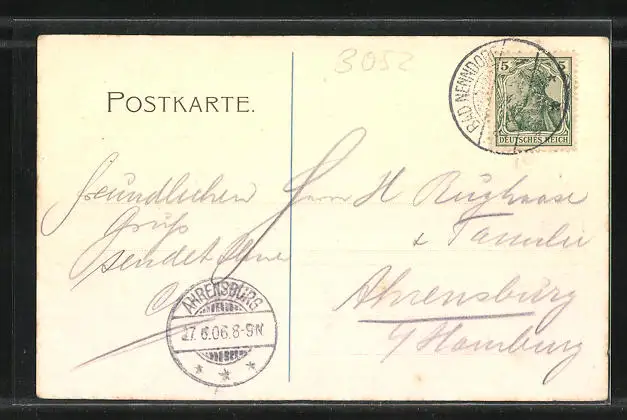 3052
POSTKARTE.
BAD NENNDORF
5 5
DEUTSCHES REICH
freundlichen
Gruß
sendet
AHRENSBURG
27.6.06.8-9N
Herrn H
& Familie
Ahrensburg
b/Hamburg